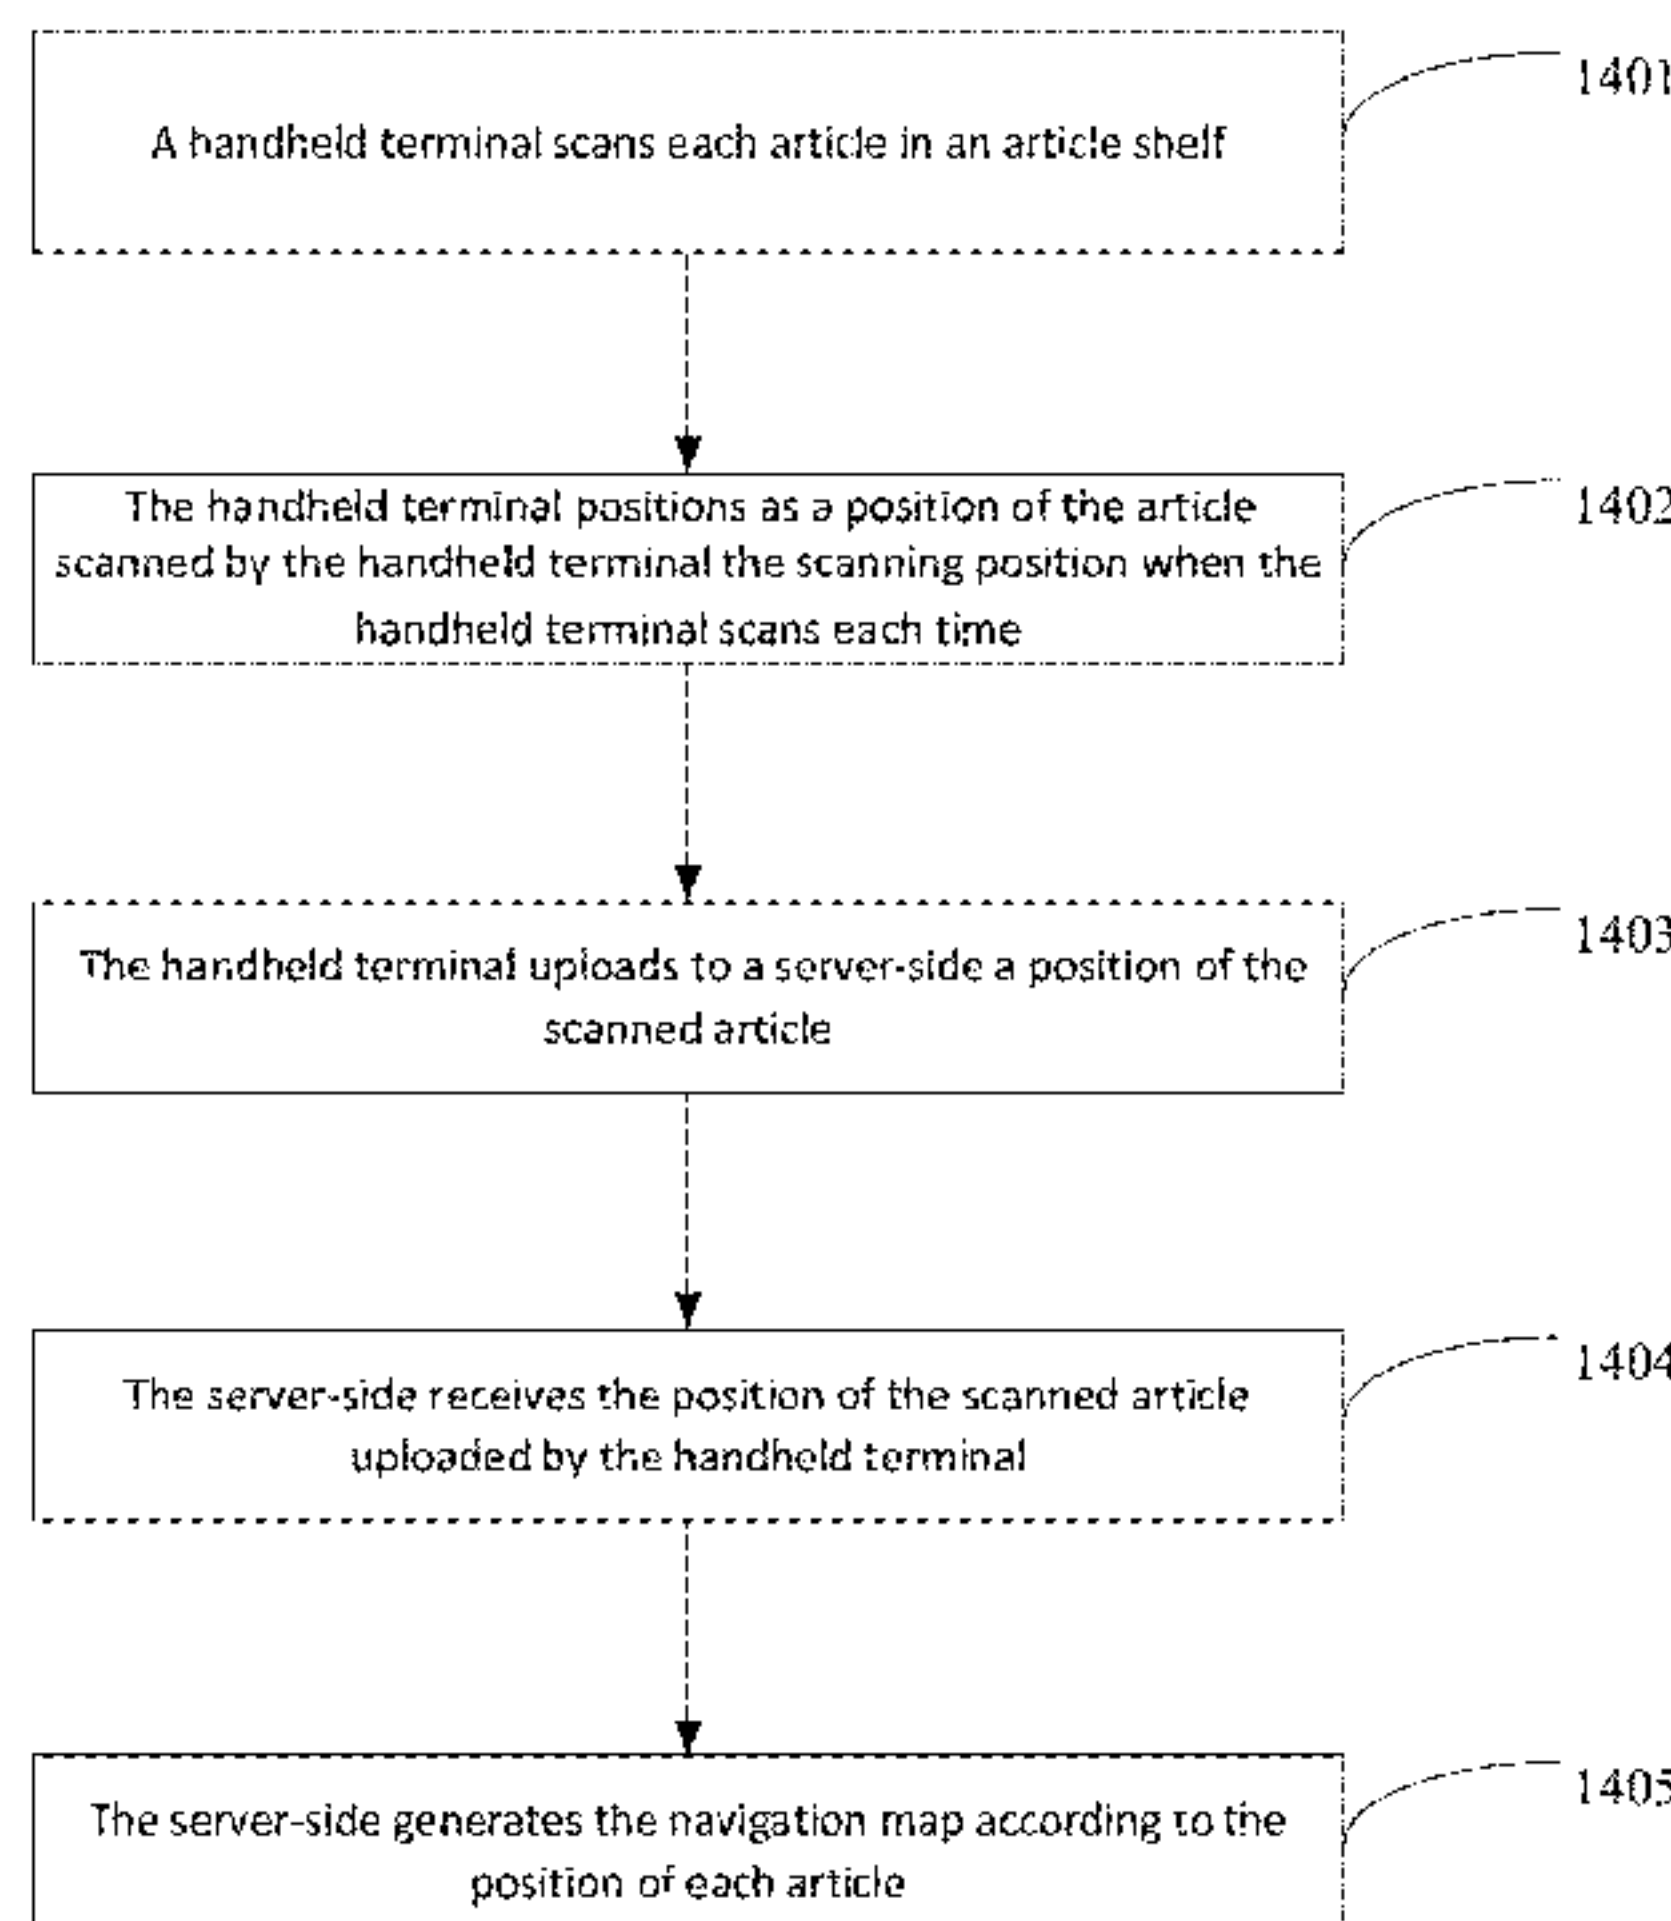 A handheld terminal scans each article in an article shelf
1401
The handheld terminal positions as a position of the article
scanned by the handheld terminal the scanning position when the
handheld terminal scans each time
1402
The handheld terminal uploads to a server-side a position of the
scanned article
1403
The server-side receives the position of the scanned article
uploaded by the handheld terminal
1404
The server-side generates the navigation map according to the
position of each article
1405